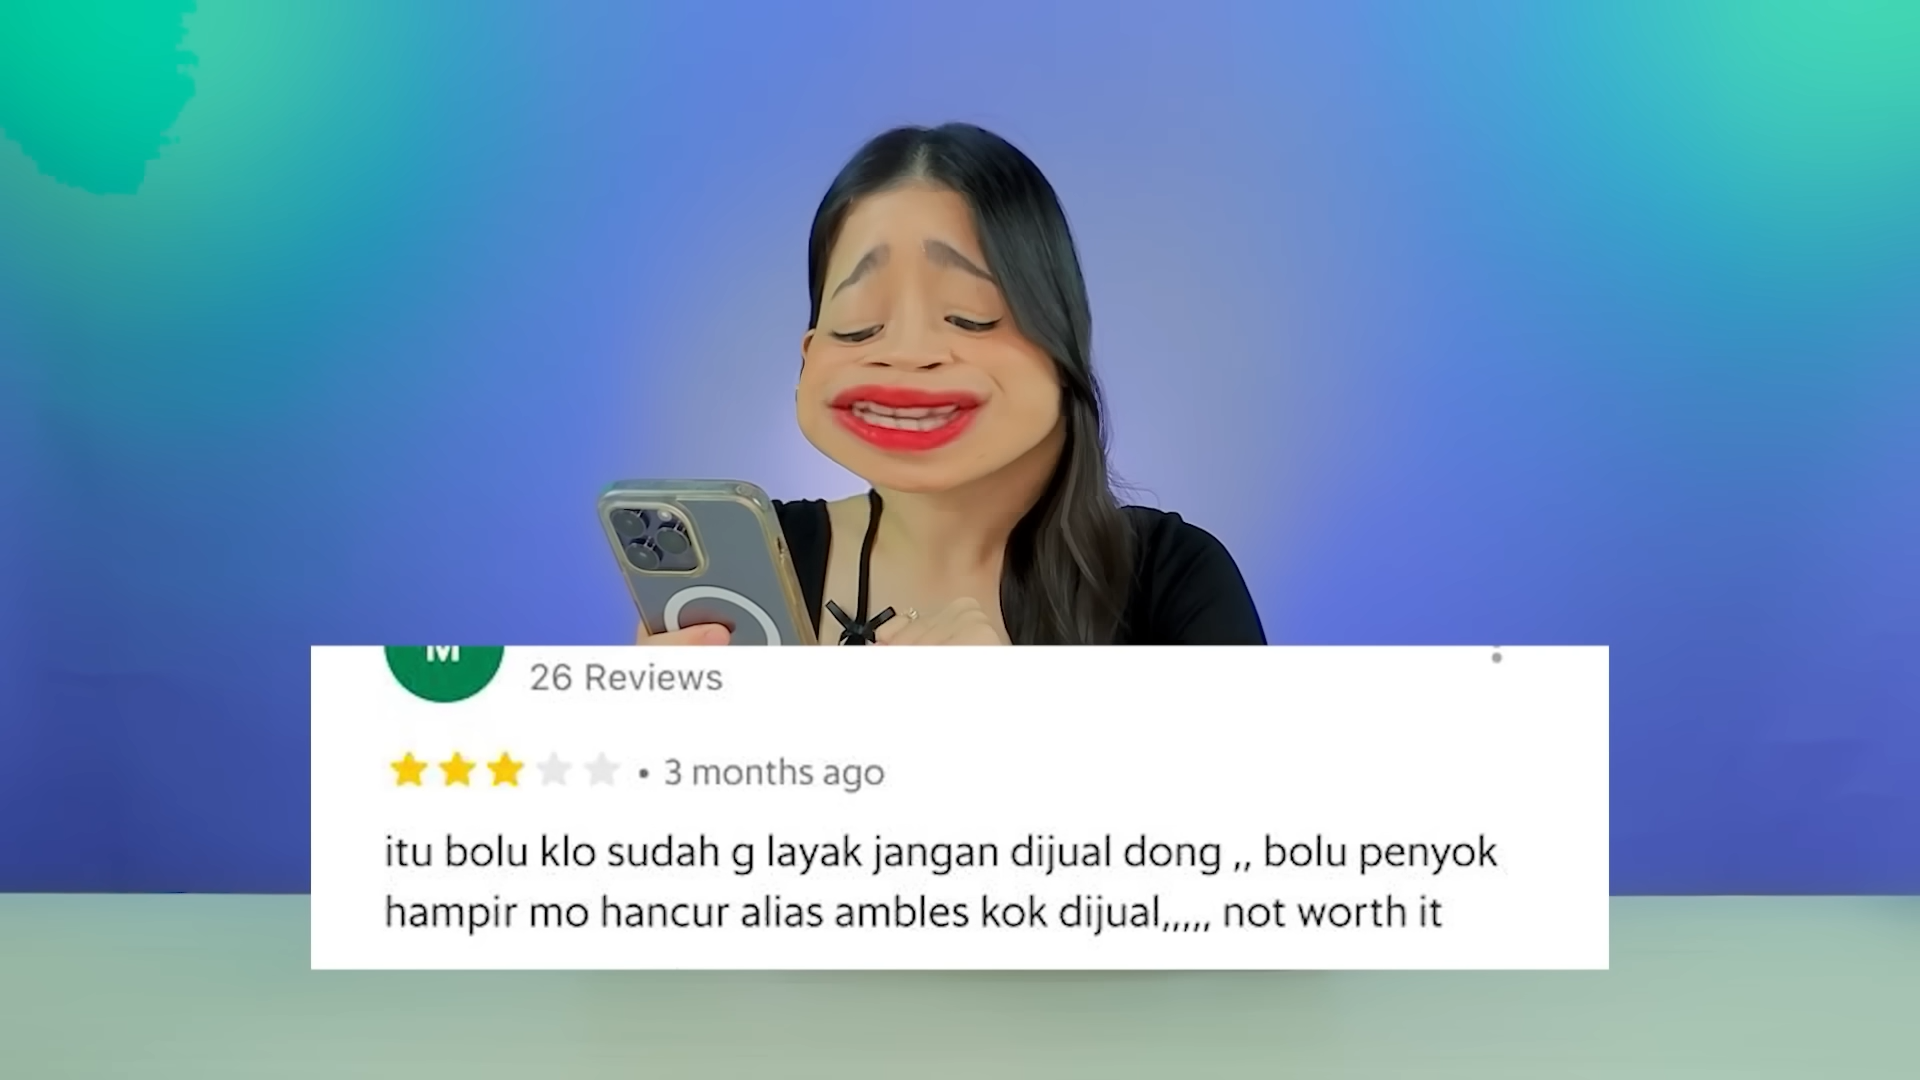 M
26 Reviews
• 3 months ago
itu bolu klo sudah g layak jangan dijual dong ,, bolu penyok
hampir mo hancur alias ambles kok dijual,,,,, not worth it